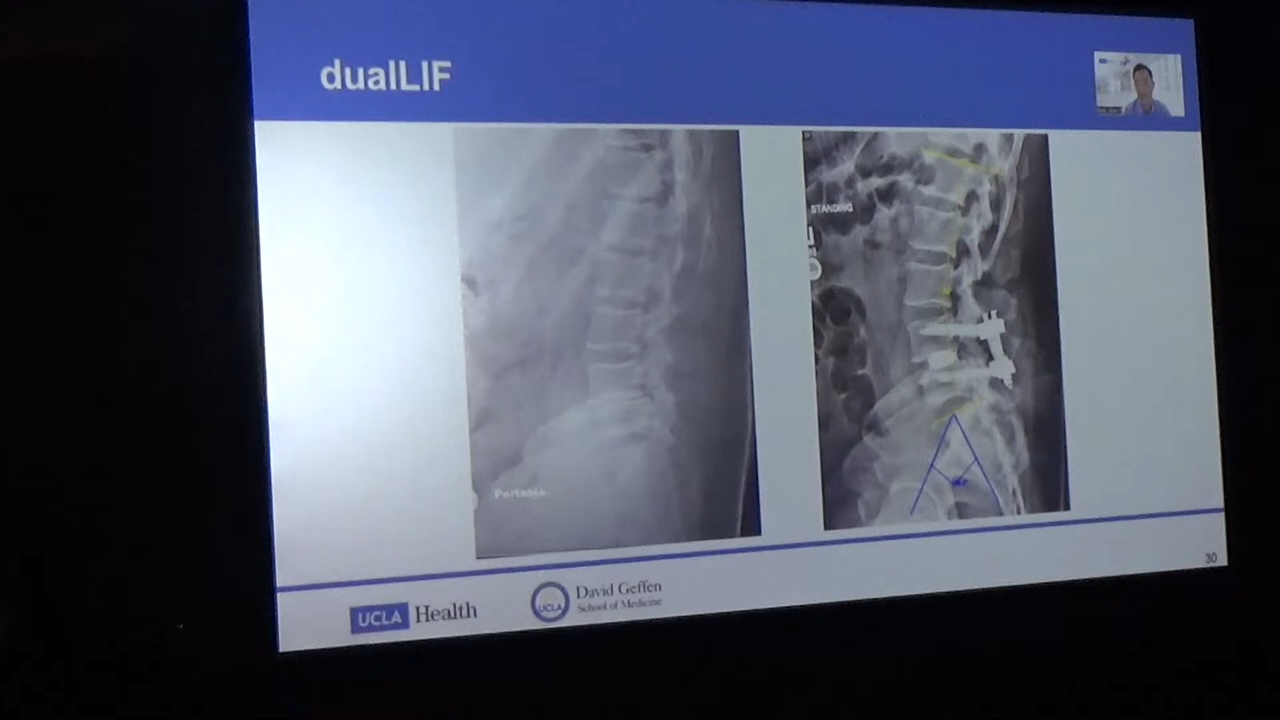 dualLIF
STANDING
Portable
30
UCLA Health
UCLA
David Geffen
School of Medicine